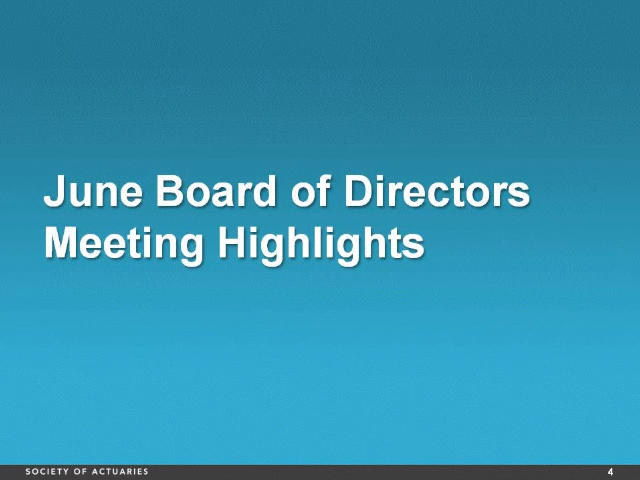 June Board of Directors
Meeting Highlights
SOCIETY OF ACTUARIES
4